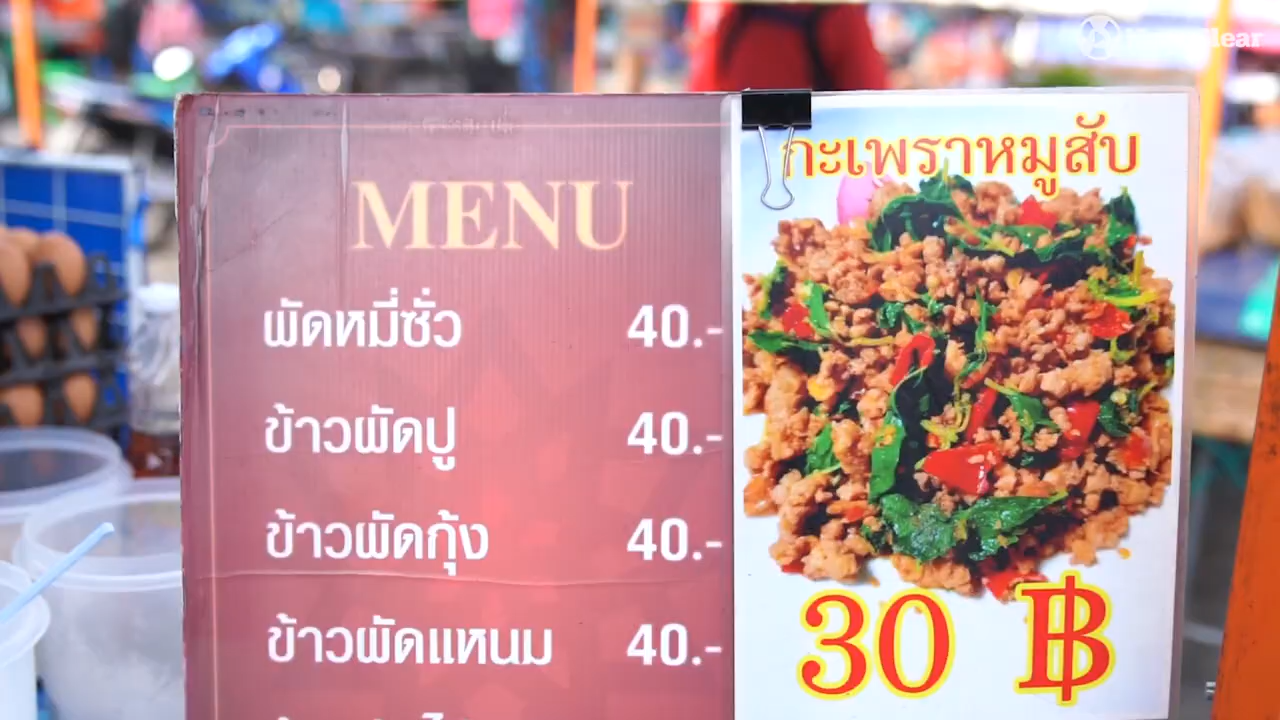 MENU
ผัดหมี่ซั่ว 40.-
ข้าวผัดปู 40.-
ข้าวผัดกุ้ง 40.-
ข้าวผัดแหนม 40.-
กะเพราหมูสับ
30 ฿